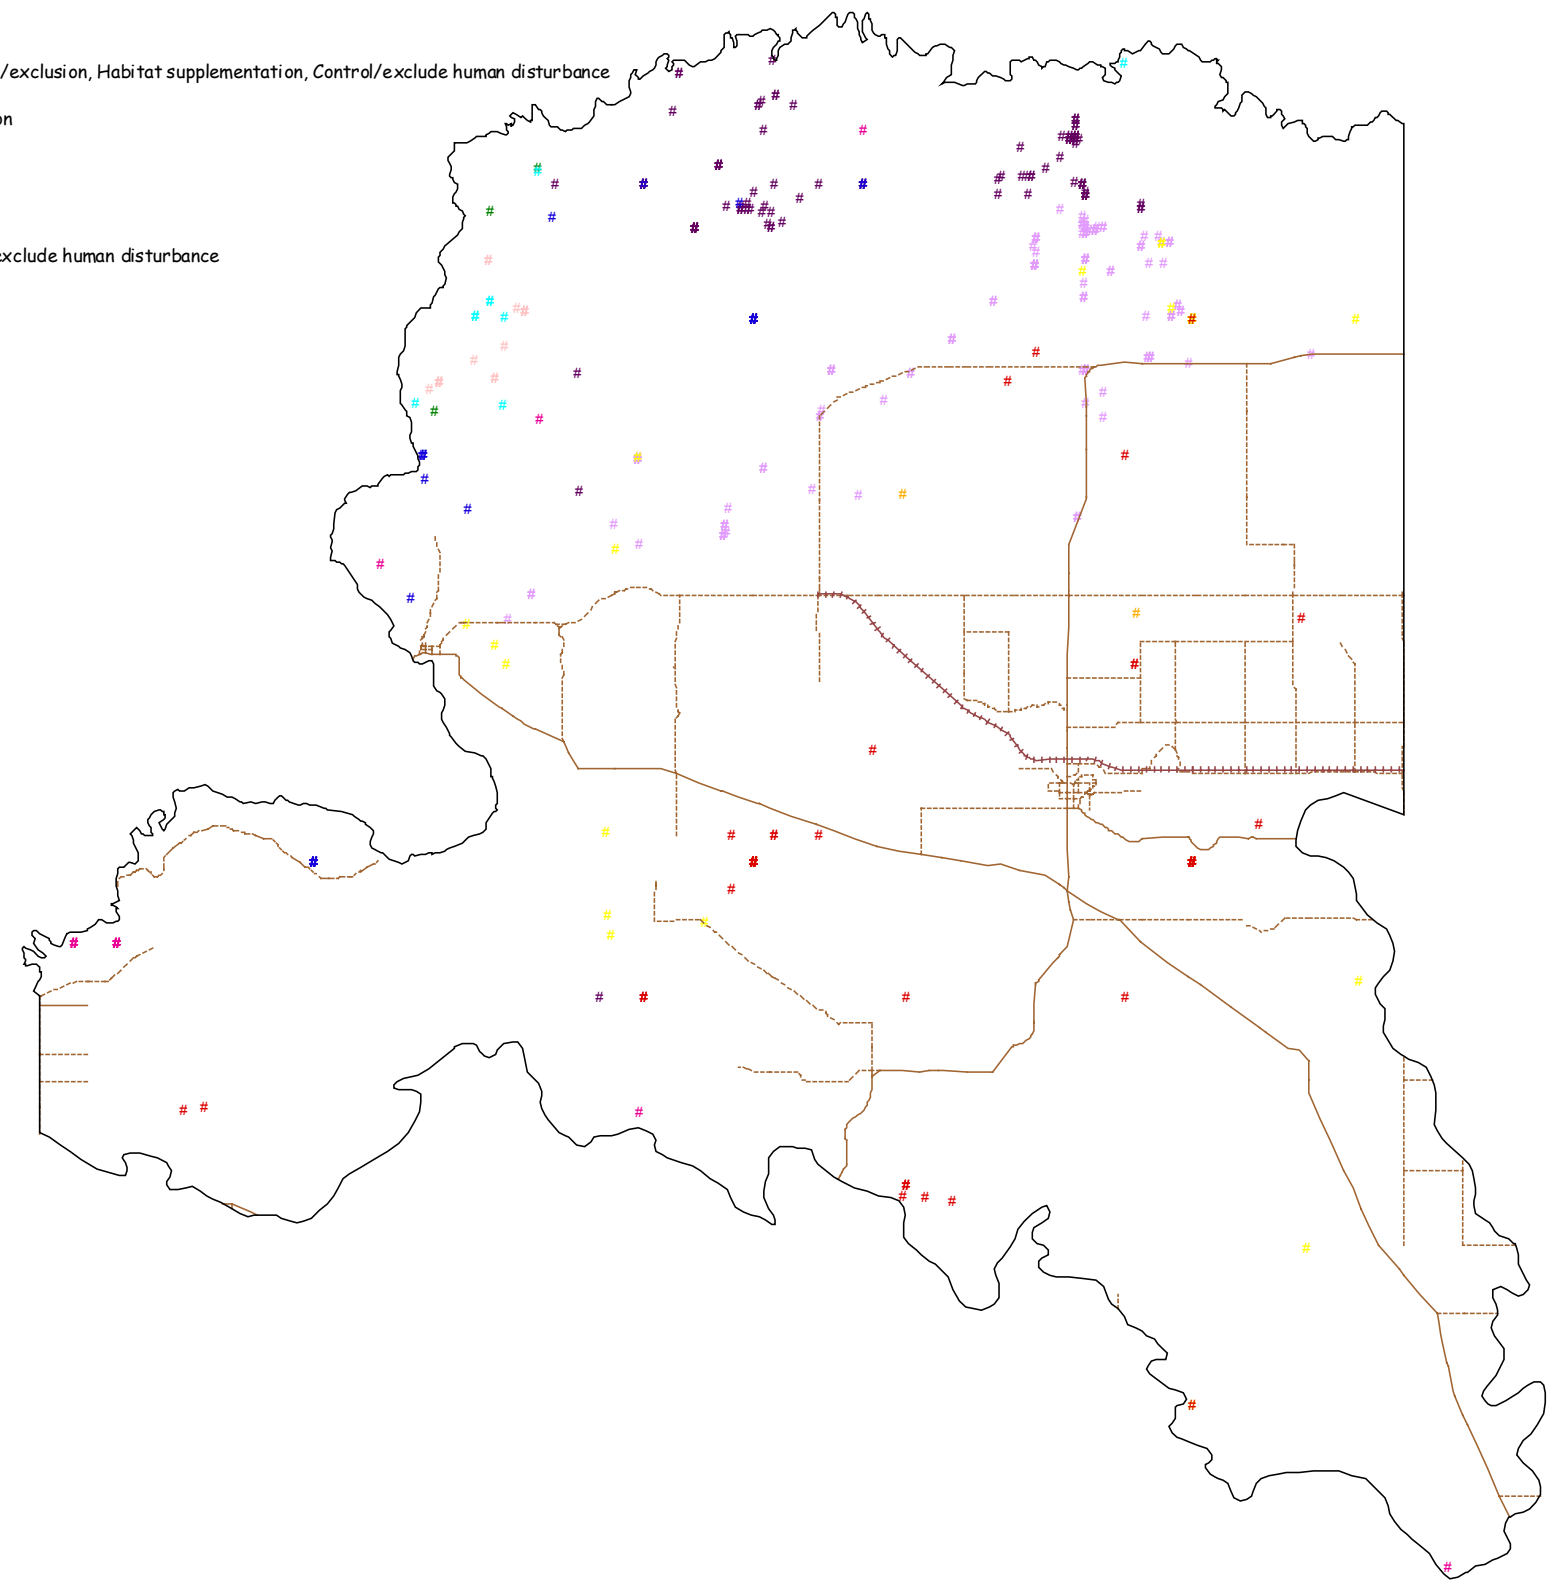 /exclusion, Habitat supplementation, Control/exclude human disturbance
on
exclude human disturbance